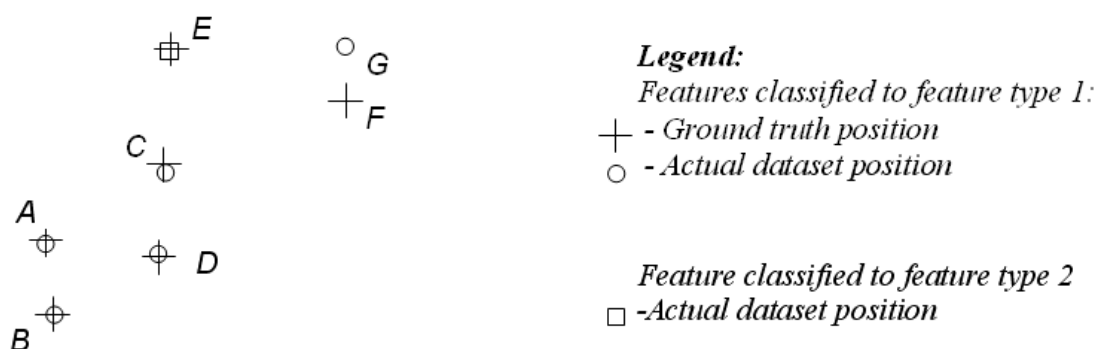 E
G
F
C
A
D
B
Legend:
Features classified to feature type 1:
- Ground truth position
- Actual dataset position
Feature classified to feature type 2
-Actual dataset position